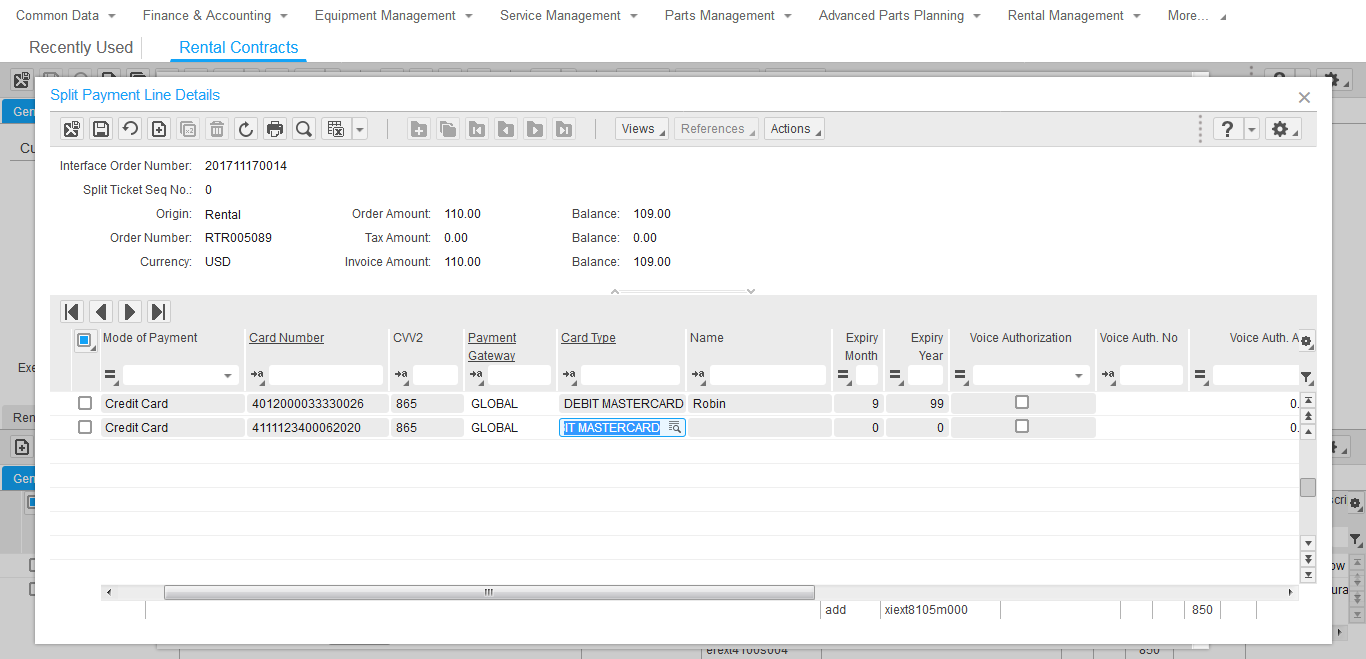 Common Data Finance & Accounting Equipment Management Service Management Parts Management Advanced Parts Planning Rental Management More...
Recently Used Rental Contracts
Split Payment Line Details
Views References Actions ?
Interface Order Number: 201711170014
Split Ticket Seq No.: 0
Origin: Rental Order Amount: 110.00 Balance: 109.00
Order Number: RTR005089 Tax Amount: 0.00 Balance: 0.00
Currency: USD Invoice Amount: 110.00 Balance: 109.00
Mode of Payment Card Number CVV2 Payment Gateway Card Type Name Expiry Month Expiry Year Voice Authorization Voice Auth. No Voice Auth. A
Credit Card 4012000033330026 865 GLOBAL DEBIT MASTERCARD Robin 9 99 0.
Credit Card 4111123400062020 865 GLOBAL IT MASTERCARD 0 0 0.
add xiext8105m000 850
Gen
Cu
Exe
Ren
Gen
scri
ow
ura
erext4100s004 850